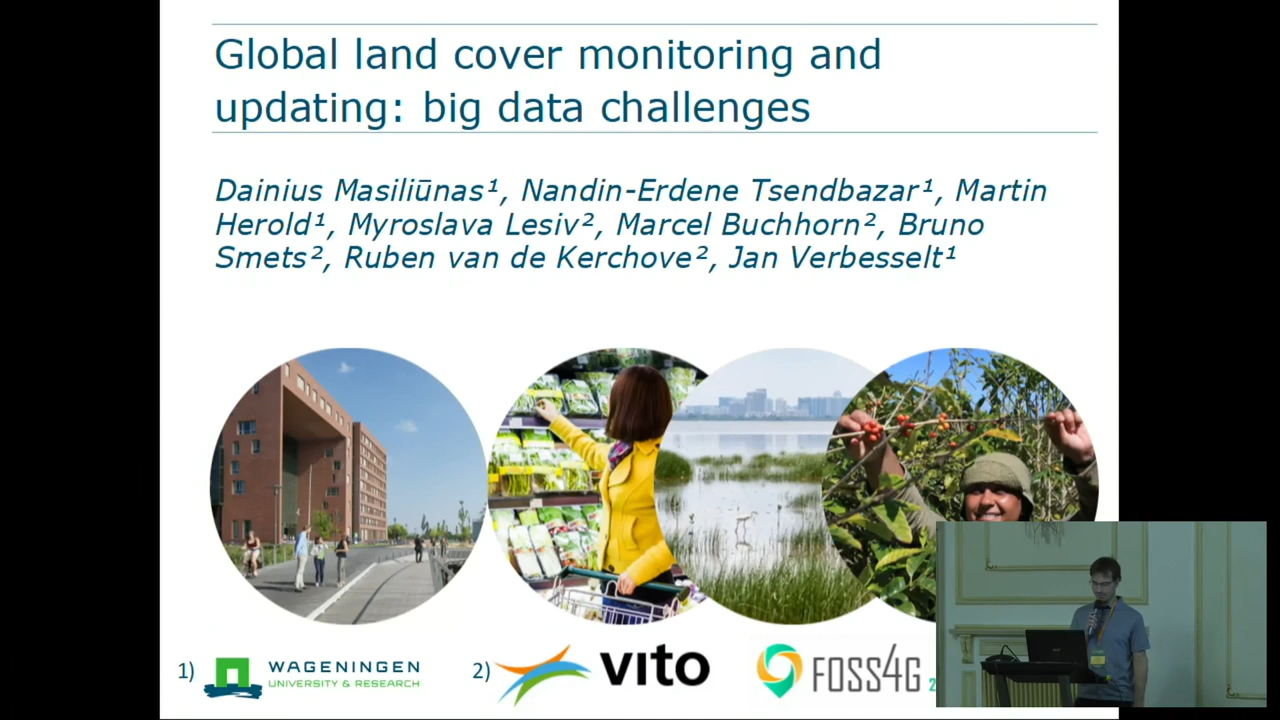 Global land cover monitoring and
updating: big data challenges
Dainius Masiliūnas¹, Nandin-Erdene Tsendbazar¹, Martin
Herold¹, Myroslava Lesiv², Marcel Buchhorn², Bruno
Smets², Ruben van de Kerchove², Jan Verbesselt¹
1) WAGENINGEN
UNIVERSITY & RESEARCH
2) vito
FOSS4G
2